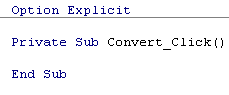 Option Explicit
Private Sub Convert_Click()
End Sub